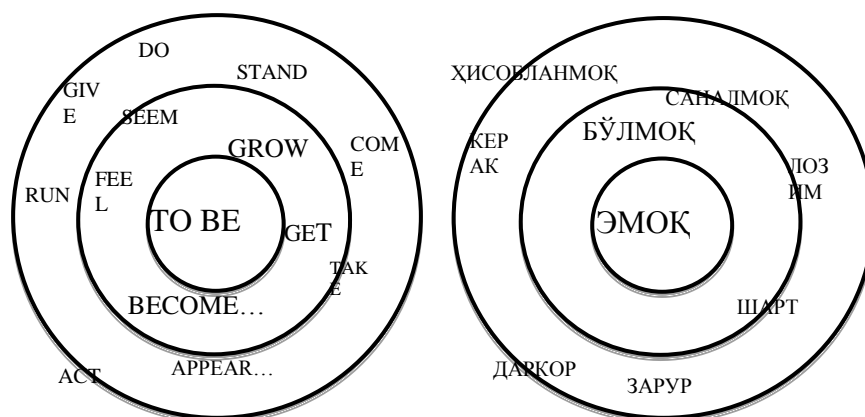 DO
STAND
GIV
E
SEEM
GROW
COM
E
RUN
FEE
L
TO BE
GET
TAK
E
BECOME…
APPEAR…
ACT
ҲИСОБЛАНМОҚ
САНАЛМОҚ
БЎЛМОҚ
КЕР
АК
ЛОЗ
ИМ
ЭМОҚ
ШАРТ
ДАРКОР
ЗАРУР